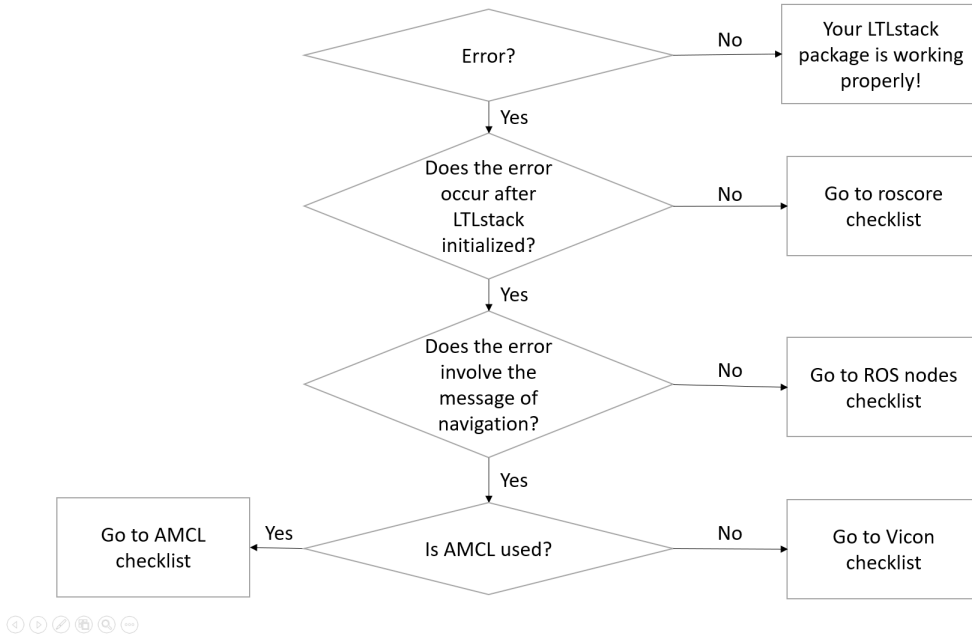 Error?
No
Your LTLstack
package is working
properly!
Yes
Does the error
occur after
LTLstack
initialized?
No
Go to roscore
checklist
Yes
Does the error
involve the
message of
navigation?
No
Go to ROS nodes
checklist
Yes
Go to AMCL
checklist
Yes
Is AMCL used?
No
Go to Vicon
checklist